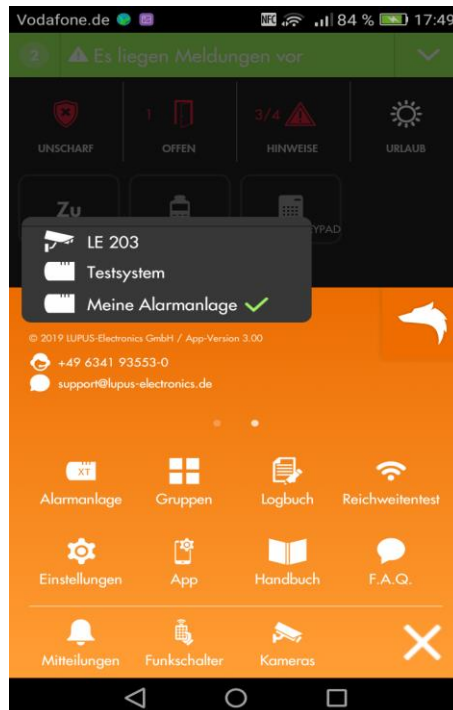 Vodafone.de NFC 84 % 17:49
2 Es liegen Meldungen vor
1 3/4
UNSCHARF OFFEN HINWEISE URLAUB
Zu
YPAD
LE 203
Testsystem
Meine Alarmanlage
© 2019 LUPUS-Electronics GmbH / App-Version 3.00
+49 6341 93553-0
support@lupus-electronics.de
XT
Alarmanlage Gruppen Logbuch Reichweitentest
Einstellungen App Handbuch F.A.Q.
Mitteilungen Funkschalter Kameras